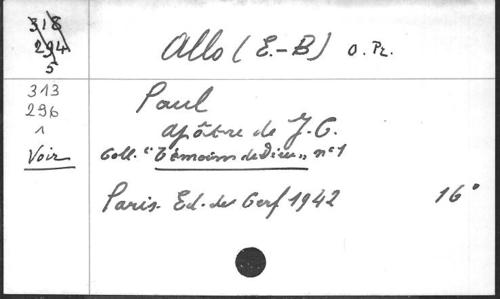 318
294
5
Allo (E.-B) O. Pr.
313
296
1
Voir
Paul
apôtre de J.C.
Coll. "Témoins de Dieu" n°1
Paris. Ed. du Cerf 1942 16°